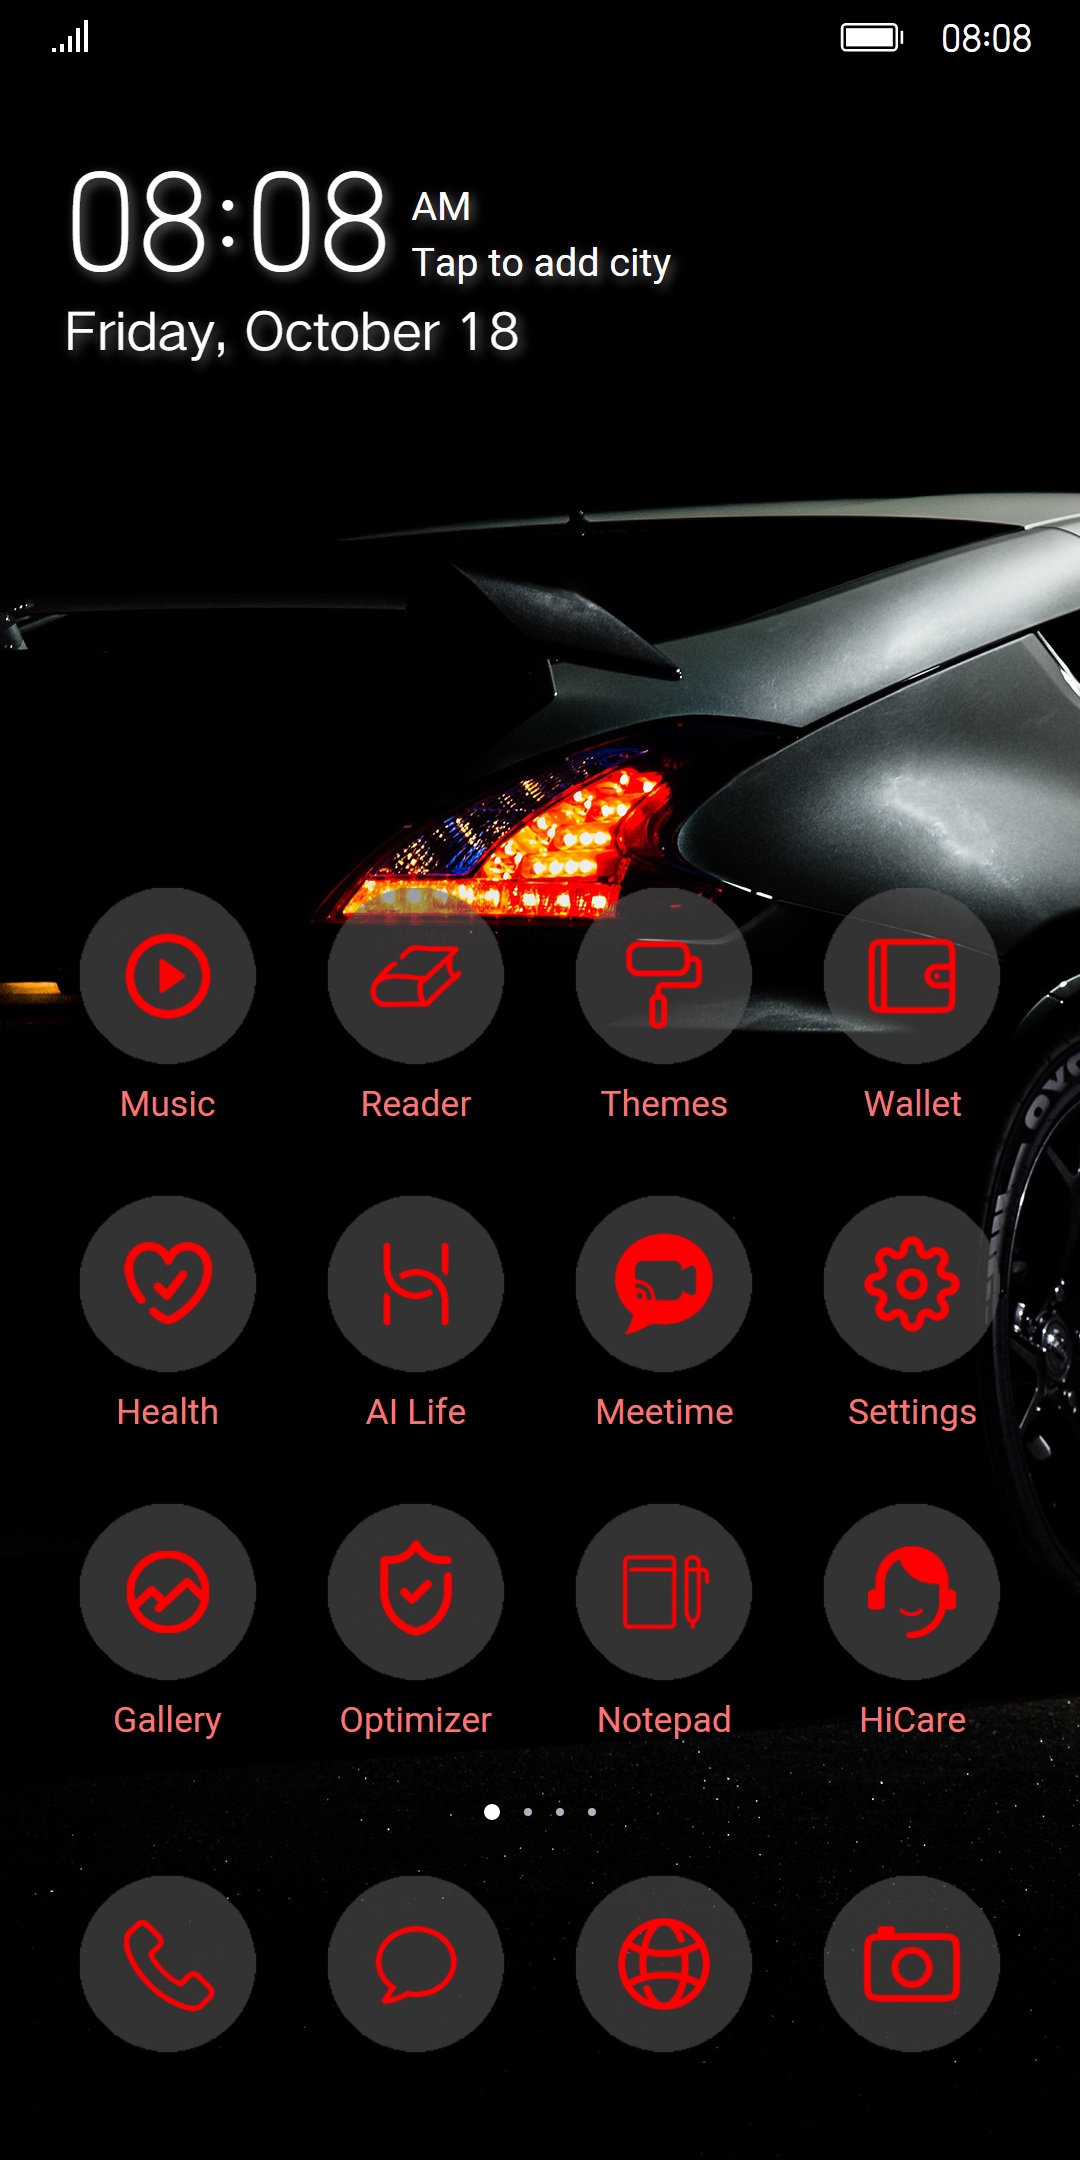 08:08
08:08 AM
Tap to add city
Friday, October 18
Music Reader Themes Wallet
Health AI Life Meetime Settings
Gallery Optimizer Notepad HiCare